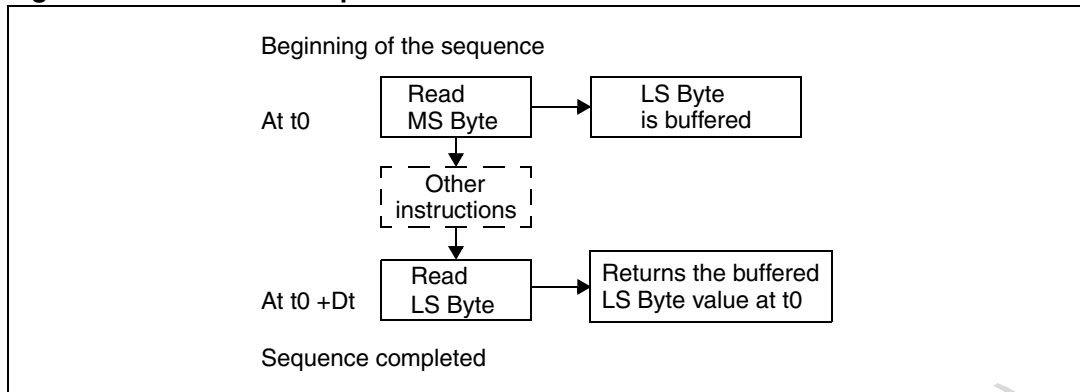 Beginning of the sequence
At t0
Read
MS Byte
LS Byte
is buffered
Other
instructions
At t0 +Dt
Read
LS Byte
Returns the buffered
LS Byte value at t0
Sequence completed